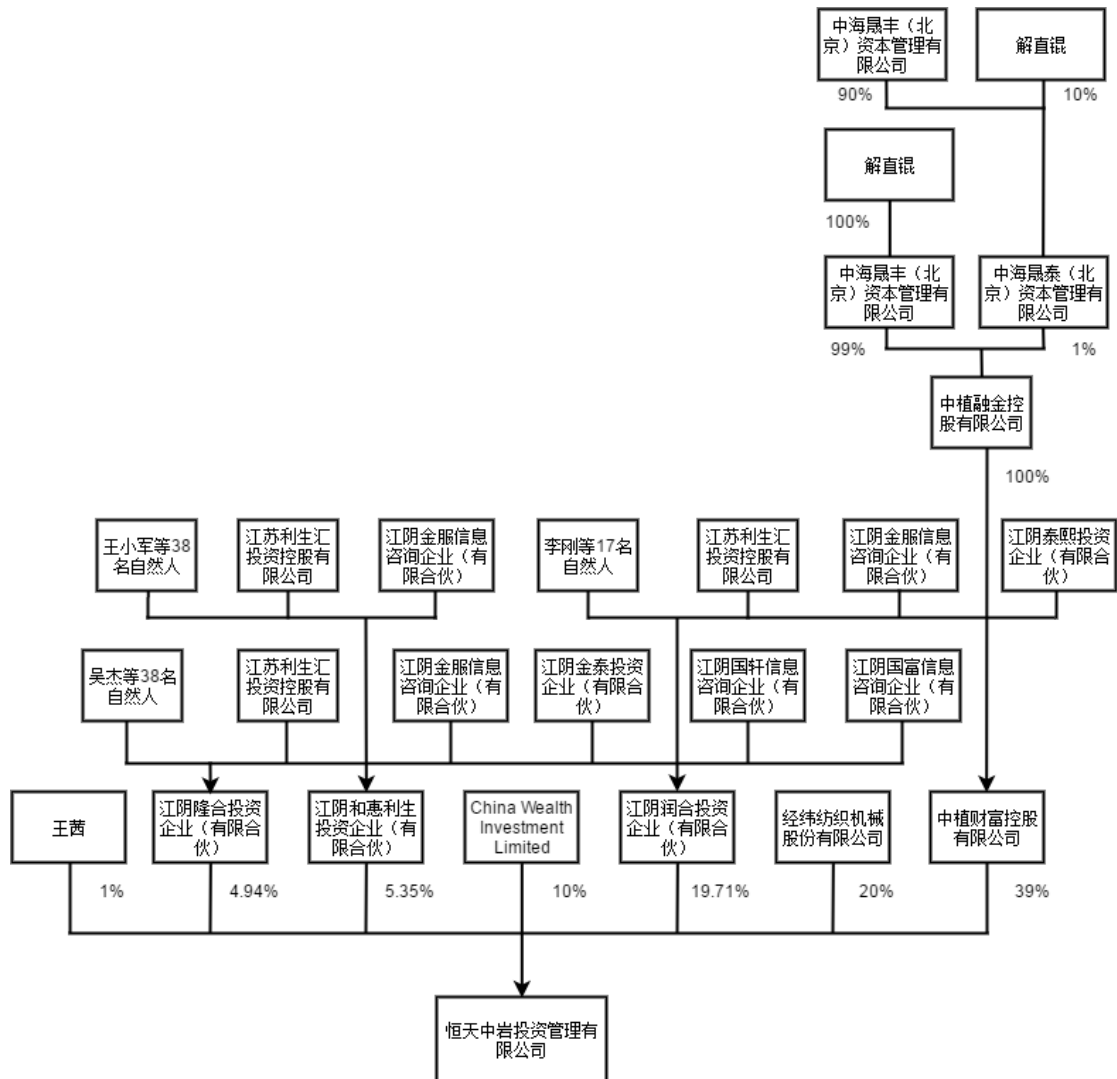 中海晟丰（北
京）资本管理有
限公司
解直锟
90%
10%
解直锟
100%
中海晟丰（北
京）资本管理有
限公司
中海晟泰（北
京）资本管理有
限公司
99%
1%
中植融金控
股有限公司
100%
王小军等38
名自然人
江苏利生汇
投资控股有
限公司
江阴金服信息
咨询企业（有
限合伙）
李刚等17名
自然人
江苏利生汇
投资控股有
限公司
江阴金服信息
咨询企业（有
限合伙）
江阴泰熙投资
企业（有限合
伙）
吴杰等38名
自然人
江苏利生汇
投资控股有
限公司
江阴金服信息
咨询企业（有
限合伙）
江阴金泰投资
企业（有限合
伙）
江阴国轩信息
咨询企业（有
限合伙）
江阴国富信息
咨询企业（有
限合伙）
王茜
江阴隆合投资
企业（有限合
伙）
江阴和惠利生
投资企业（有
限合伙）
China Wealth
Investment
Limited
江阴润合投资
企业（有限合
伙）
经纬纺织机械
股份有限公司
中植财富控股
有限公司
1%
4.94%
5.35%
10%
19.71%
20%
39%
恒天中岩投资管理有
限公司